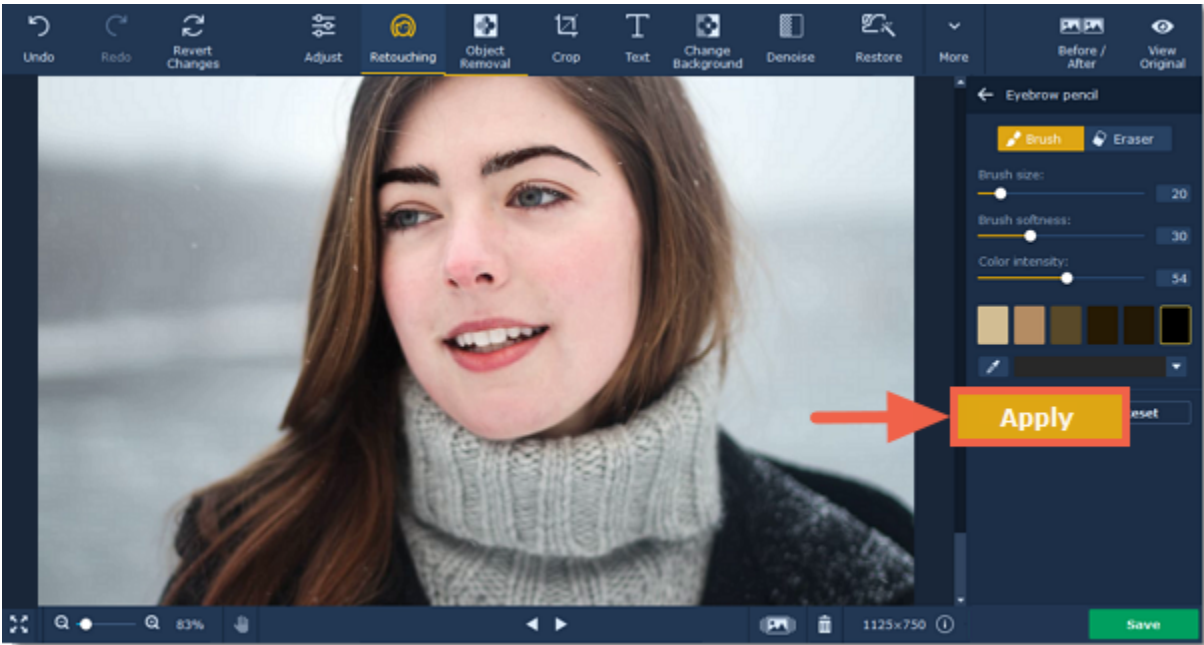 Undo
Redo
Revert
Changes
Adjust
Retouching
Object
Removal
Crop
Text
Change
Background
Denoise
Restore
More
Before /
After
View
Original
Eyebrow pencil
Brush
Eraser
Brush size:
20
Brush softness:
30
Color intensity:
54
Apply
eset
83%
1125×750
Save